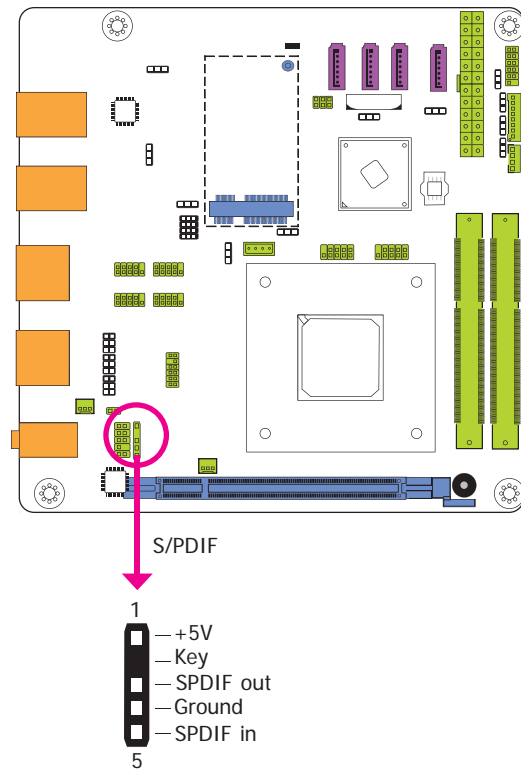 S/PDIF
1
+5V
Key
SPDIF out
Ground
SPDIF in
5